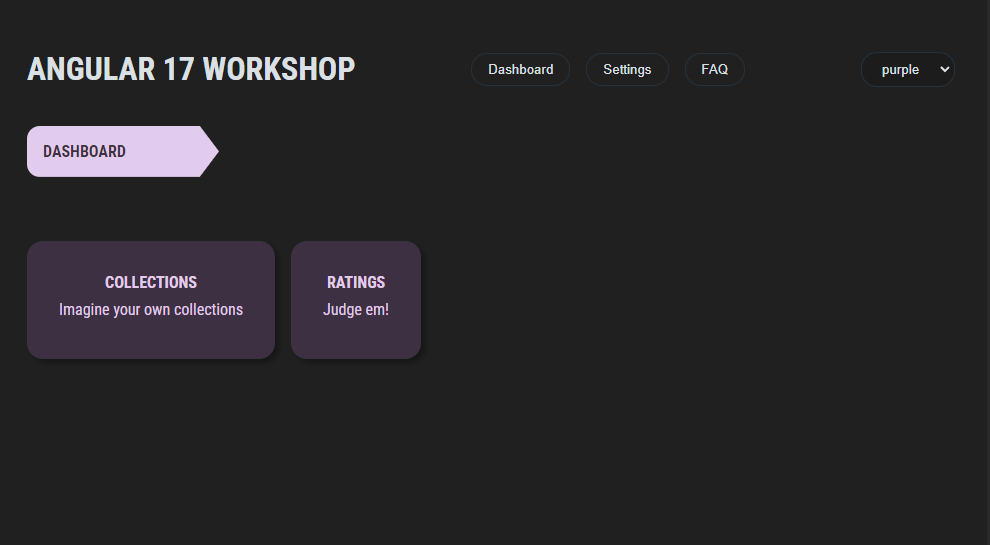 ANGULAR 17 WORKSHOP
Dashboard
Settings
FAQ
purple
DASHBOARD
COLLECTIONS
Imagine your own collections
RATINGS
Judge em!